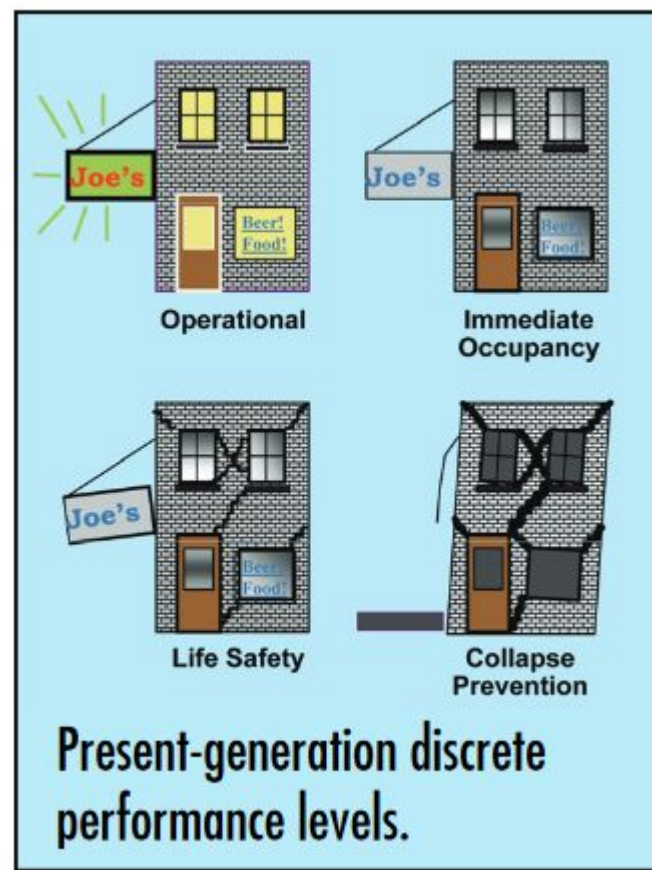 Joe's
Beer!
Food!
Operational
Joe's
Beer!
Food!
Immediate
Occupancy
Joe's
Beer!
Food!
Life Safety
Collapse
Prevention
Present-generation discrete
performance levels.